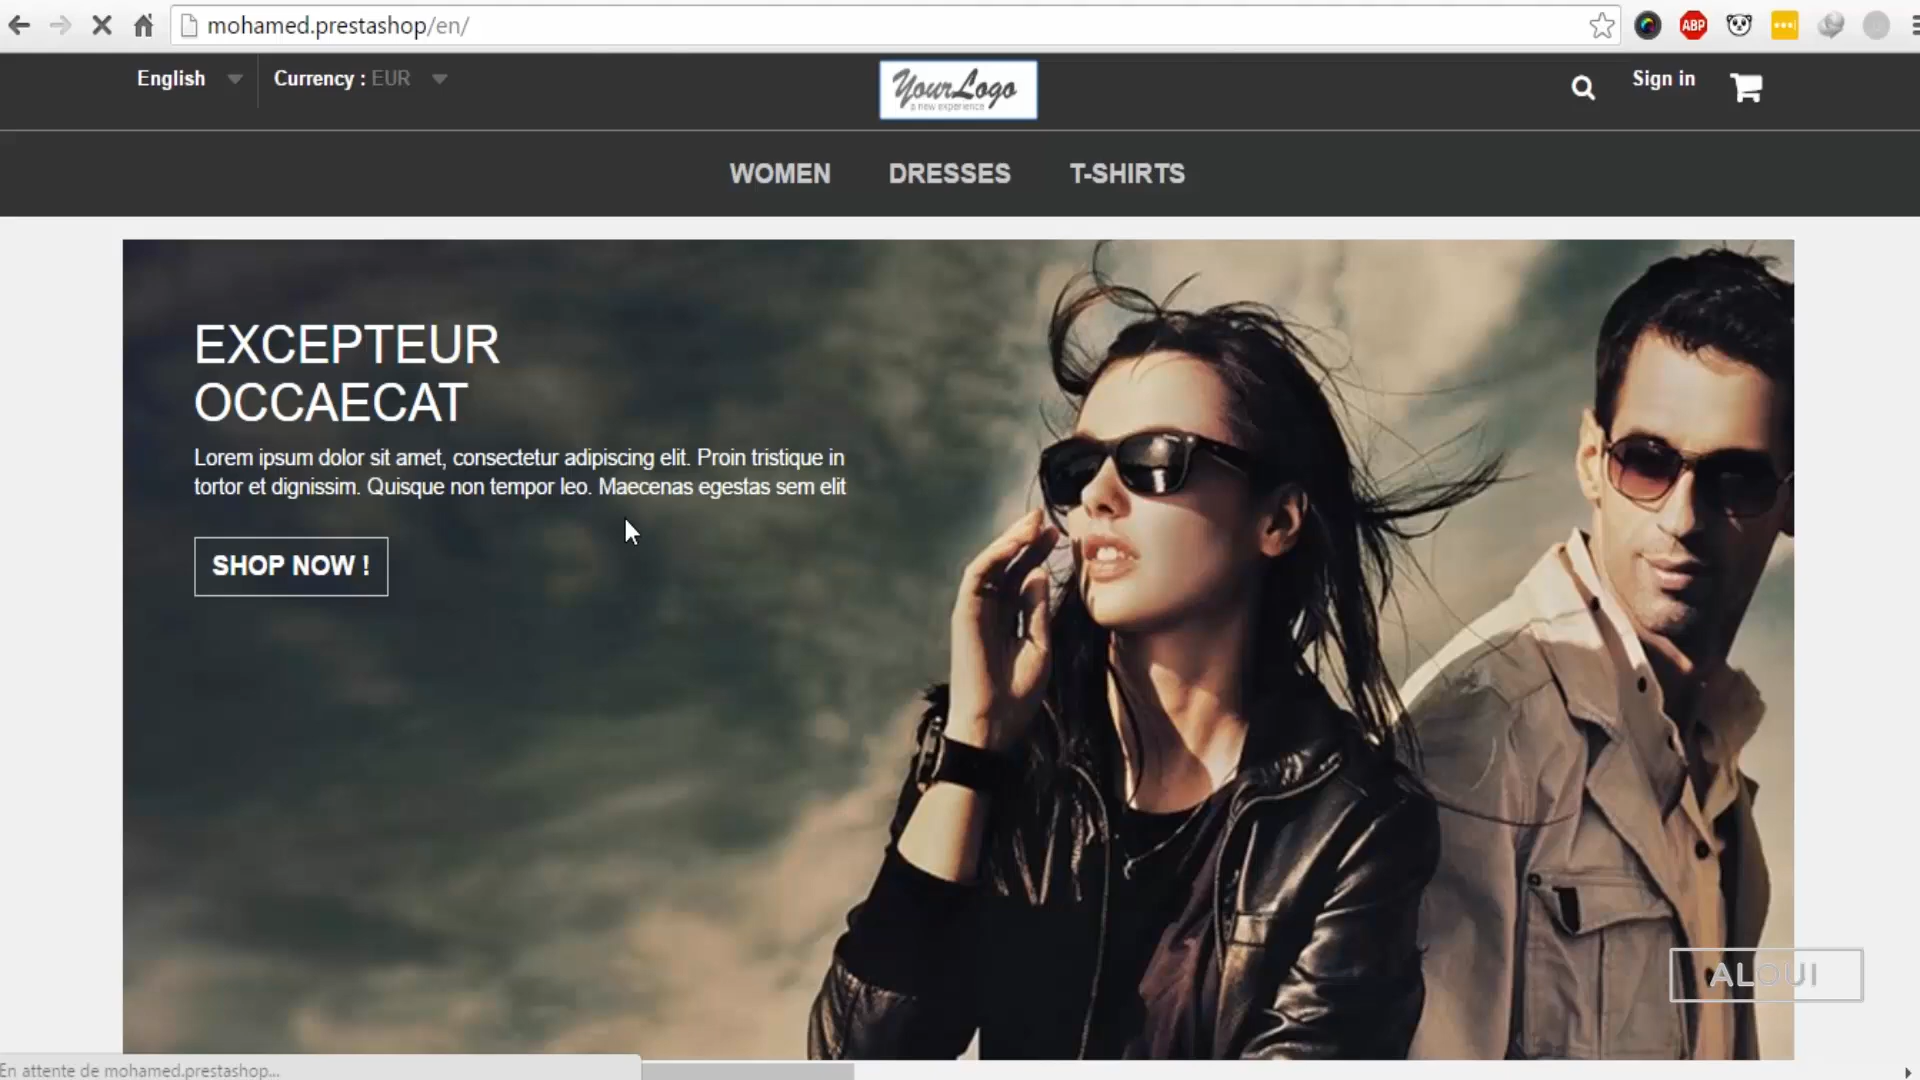 mohamed.prestashop/en/
ABP
English
Currency : EUR
YourLogo
a new experience
Sign in
WOMEN DRESSES T-SHIRTS
EXCEPTEUR
OCCAECAT
Lorem ipsum dolor sit amet, consectetur adipiscing elit. Proin tristique in
tortor et dignissim. Quisque non tempor leo. Maecenas egestas sem elit
SHOP NOW !
ALOUI
En attente de mohamed.prestashop...